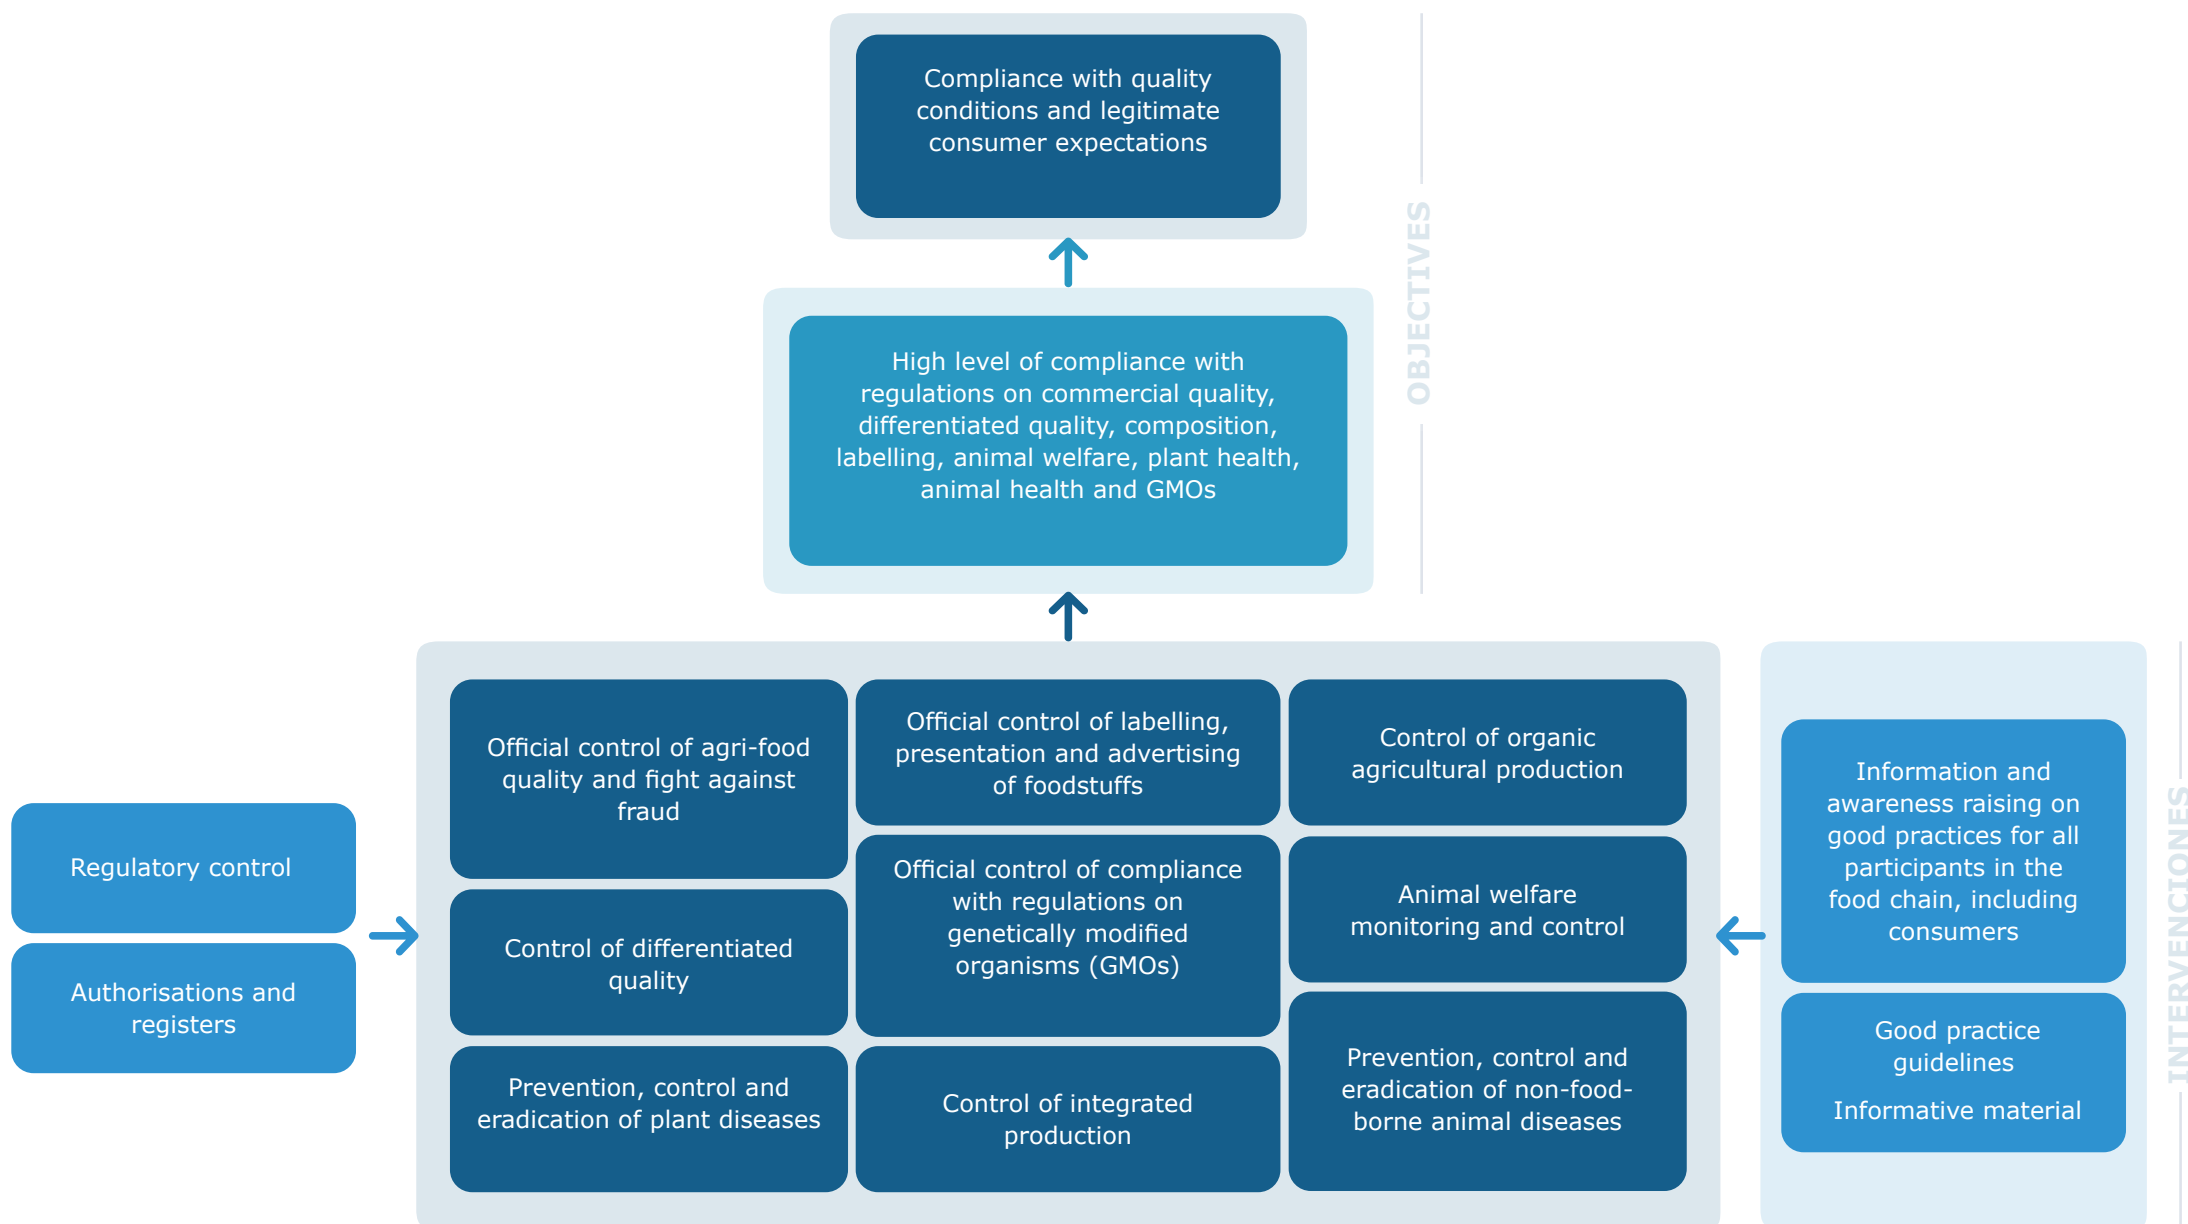 Compliance with quality
conditions and legitimate
consumer expectations
OBJECTIVES
High level of compliance with
regulations on commercial quality,
differentiated quality, composition,
labelling, animal welfare, plant health,
animal health and GMOs
Regulatory control
Authorisations and
registers
Official control of agri-food
quality and fight against
fraud
Control of differentiated
quality
Prevention, control and
eradication of plant diseases
Official control of labelling,
presentation and advertising
of foodstuffs
Official control of compliance
with regulations on
genetically modified
organisms (GMOs)
Control of integrated
production
Control of organic
agricultural production
Animal welfare
monitoring and control
Prevention, control and
eradication of non-food-
borne animal diseases
Information and
awareness raising on
good practices for all
participants in the
food chain, including
consumers
Good practice
guidelines
Informative material
INTERVENCIONES